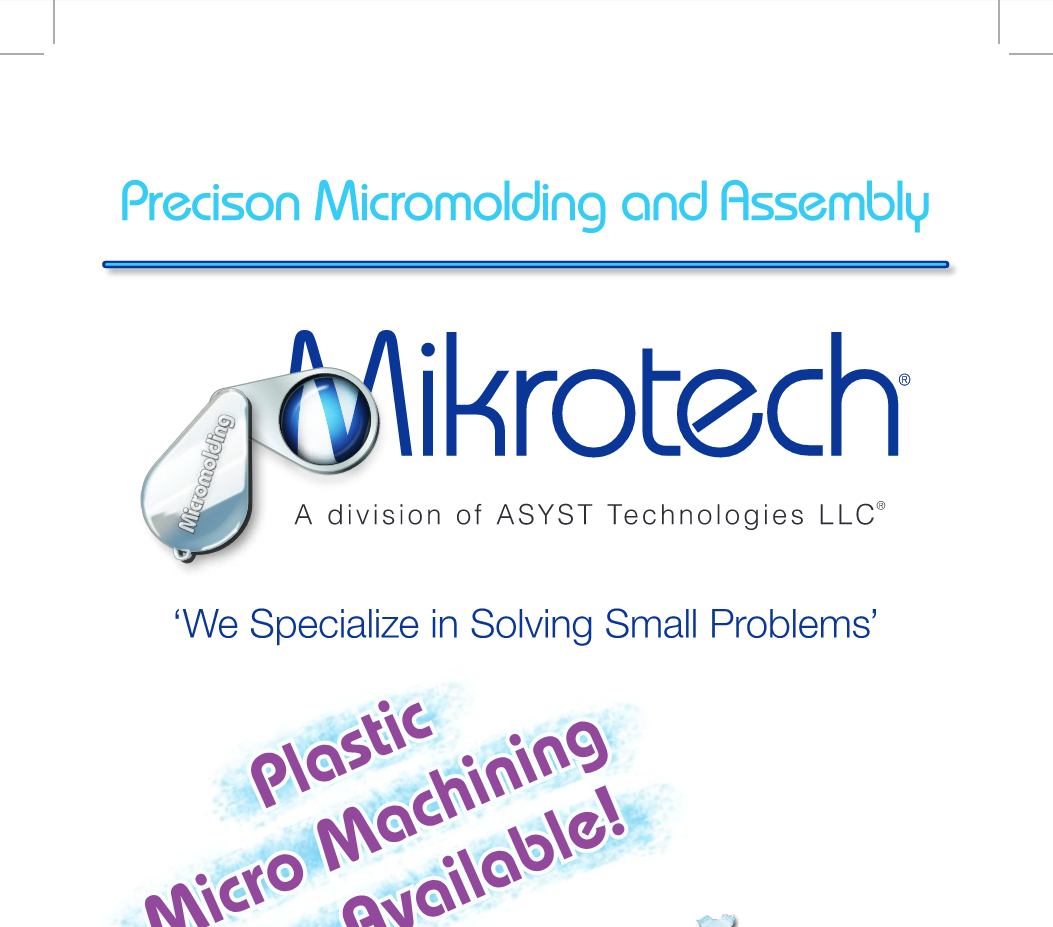 Precison Micromolding and Assembly
Mikrotech®
Micromolding
A division of ASYST Technologies LLC®
‘We Specialize in Solving Small Problems’
Plastic
Micro Machining
Available!